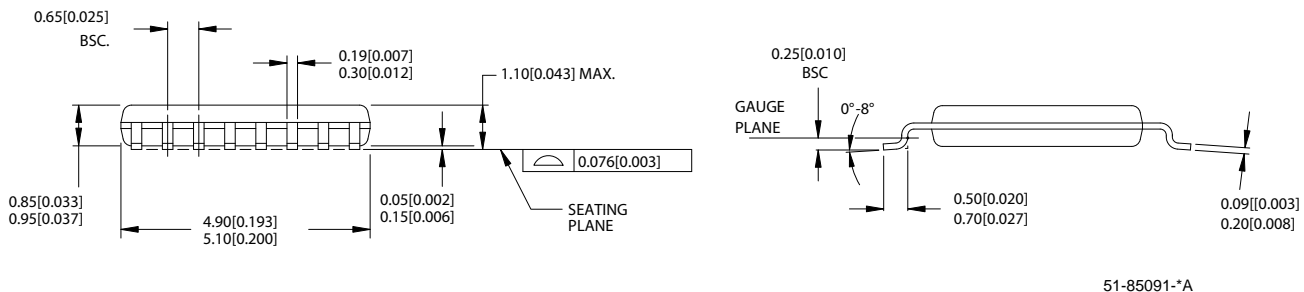 0.65[0.025]
BSC.
0.19[0.007]
0.30[0.012]
1.10[0.043] MAX.
0.85[0.033]
0.95[0.037]
4.90[0.193]
5.10[0.200]
0.05[0.002]
0.15[0.006]
SEATING
PLANE
0.076[0.003]
0.25[0.010]
BSC
GAUGE
PLANE
0°-8°
0.50[0.020]
0.70[0.027]
0.09[[0.003]
0.20[0.008]
51-85091-*A